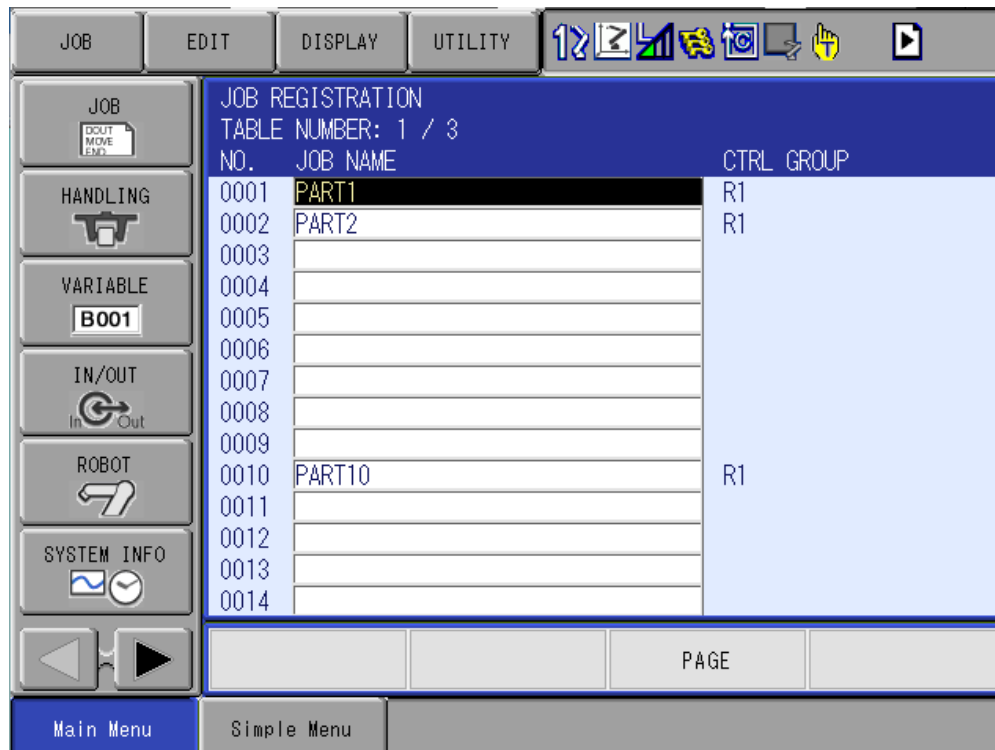 JOB EDIT DISPLAY UTILITY
JOB
DOUT
MOVE
END
HANDLING
VARIABLE
B001
IN/OUT
In Out
ROBOT
SYSTEM INFO
JOB REGISTRATION
TABLE NUMBER: 1 / 3
NO. JOB NAME CTRL GROUP
0001 PART1 R1
0002 PART2 R1
0003
0004
0005
0006
0007
0008
0009
0010 PART10 R1
0011
0012
0013
0014
PAGE
Main Menu Simple Menu